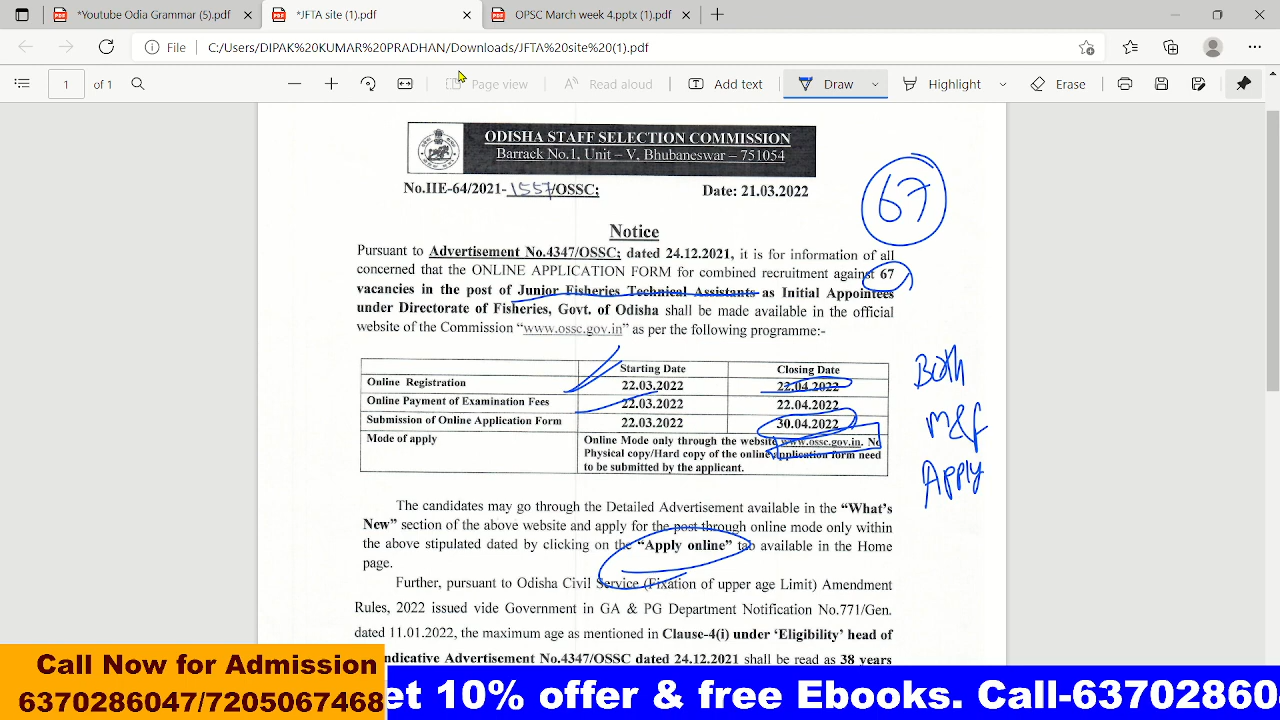 *Youtube Odia Grammar (5).pdf
*JFTA site (1).pdf
OPSC March week 4.pptx (1).pdf
File C:/Users/DIPAK%20KUMAR%20PRADHAN/Downloads/JFTA%20site%20(1).pdf
1 of 1
Page view
Read aloud
Add text
Draw
Highlight
Erase
ODISHA STAFF SELECTION COMMISSION
Barrack No.1, Unit – V, Bhubaneswar – 751054
No.IIE-64/2021-1557/OSSC; Date: 21.03.2022
67
Notice
Pursuant to Advertisement No.4347/OSSC; dated 24.12.2021, it is for information of all
concerned that the ONLINE APPLICATION FORM for combined recruitment against 67
vacancies in the post of Junior Fisheries Technical Assistants as Initial Appointees
under Directorate of Fisheries, Govt. of Odisha shall be made available in the official
website of the Commission “www.ossc.gov.in” as per the following programme:-
Starting Date Closing Date
Online Registration 22.03.2022 22.04.2022
Online Payment of Examination Fees 22.03.2022 22.04.2022
Submission of Online Application Form 22.03.2022 30.04.2022
Mode of apply Online Mode only through the website www.ossc.gov.in. No
Physical copy/Hard copy of the online application form need
to be submitted by the applicant.
Both
M&F
Apply
The candidates may go through the Detailed Advertisement available in the “What’s
New” section of the above website and apply for the post through online mode only within
the above stipulated dated by clicking on the “Apply online” tab available in the Home
page.
Further, pursuant to Odisha Civil Service (Fixation of upper age Limit) Amendment
Rules, 2022 issued vide Government in GA & PG Department Notification No.771/Gen.
dated 11.01.2022, the maximum age as mentioned in Clause-4(i) under ‘Eligibility’ head of
ndicative Advertisement No.4347/OSSC dated 24.12.2021 shall be read as 38 years
Call Now for Admission
6370286047/7205067468
et 10% offer & free Ebooks. Call-63702860